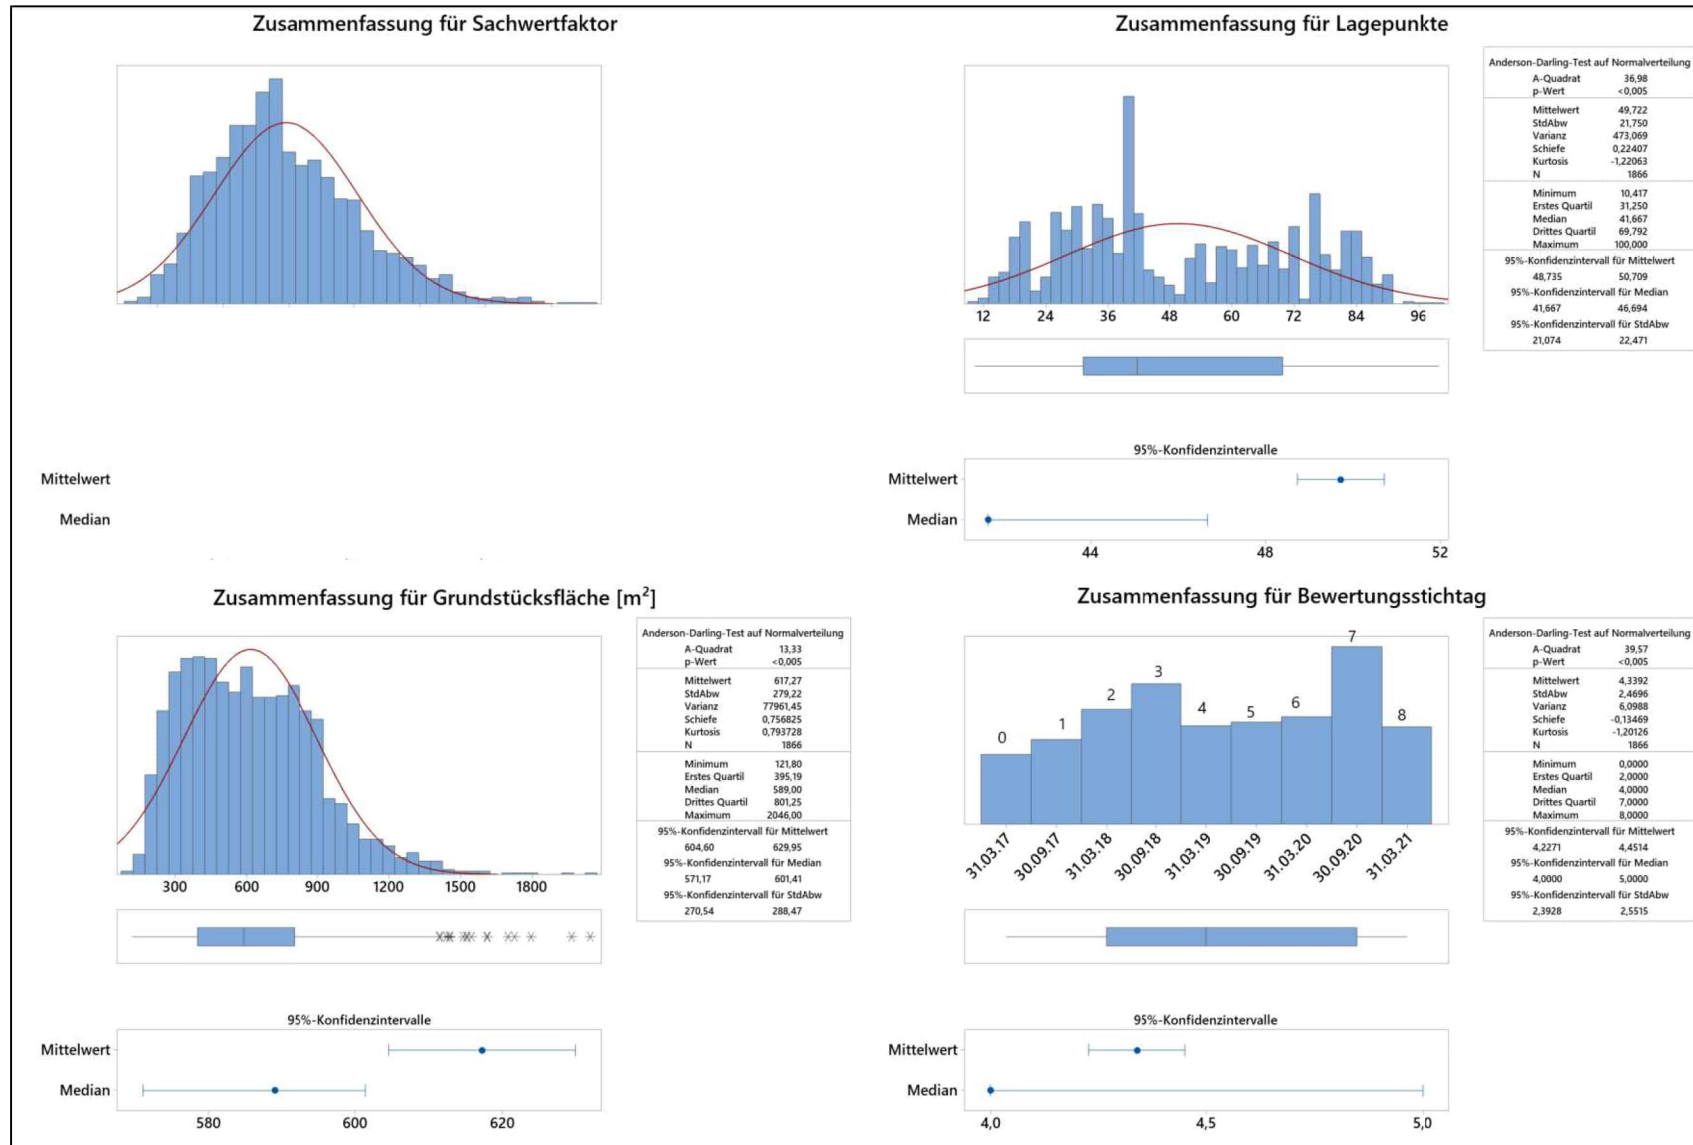 Zusammenfassung für Sachwertfaktor
Mittelwert
Median
Zusammenfassung für Lagepunkte
12 24 36 48 60 72 84 96
Anderson-Darling-Test auf Normalverteilung
A-Quadrat 36,98
p-Wert <0,005
Mittelwert 49,722
StdAbw 21,750
Varianz 473,069
Schiefe 0,22407
Kurtosis -1,22063
N 1866
Minimum 10,417
Erstes Quartil 31,250
Median 41,667
Drittes Quartil 69,792
Maximum 100,000
95%-Konfidenzintervall für Mittelwert
48,735 50,709
95%-Konfidenzintervall für Median
41,667 46,694
95%-Konfidenzintervall für StdAbw
21,074 22,471
95%-Konfidenzintervalle
Mittelwert
Median
44 48 52
Zusammenfassung für Grundstücksfläche [m²]
300 600 900 1200 1500 1800
Anderson-Darling-Test auf Normalverteilung
A-Quadrat 13,33
p-Wert <0,005
Mittelwert 617,27
StdAbw 279,22
Varianz 77961,45
Schiefe 0,756825
Kurtosis 0,793728
N 1866
Minimum 121,80
Erstes Quartil 395,19
Median 589,00
Drittes Quartil 801,25
Maximum 2046,00
95%-Konfidenzintervall für Mittelwert
604,60 629,95
95%-Konfidenzintervall für Median
571,17 601,41
95%-Konfidenzintervall für StdAbw
270,54 288,47
95%-Konfidenzintervalle
Mittelwert
Median
580 600 620
Zusammenfassung für Bewertungsstichtag
0 1 2 3 4 5 6 7 8
31.03.17 30.09.17 31.03.18 30.09.18 31.03.19 30.09.19 31.03.20 30.09.20 31.03.21
Anderson-Darling-Test auf Normalverteilung
A-Quadrat 39,57
p-Wert <0,005
Mittelwert 4,3392
StdAbw 2,4696
Varianz 6,0988
Schiefe -0,13469
Kurtosis -1,20126
N 1866
Minimum 0,0000
Erstes Quartil 2,0000
Median 4,0000
Drittes Quartil 7,0000
Maximum 8,0000
95%-Konfidenzintervall für Mittelwert
4,2271 4,4514
95%-Konfidenzintervall für Median
4,0000 5,0000
95%-Konfidenzintervall für StdAbw
2,3928 2,5515
95%-Konfidenzintervalle
Mittelwert
Median
4,0 4,5 5,0